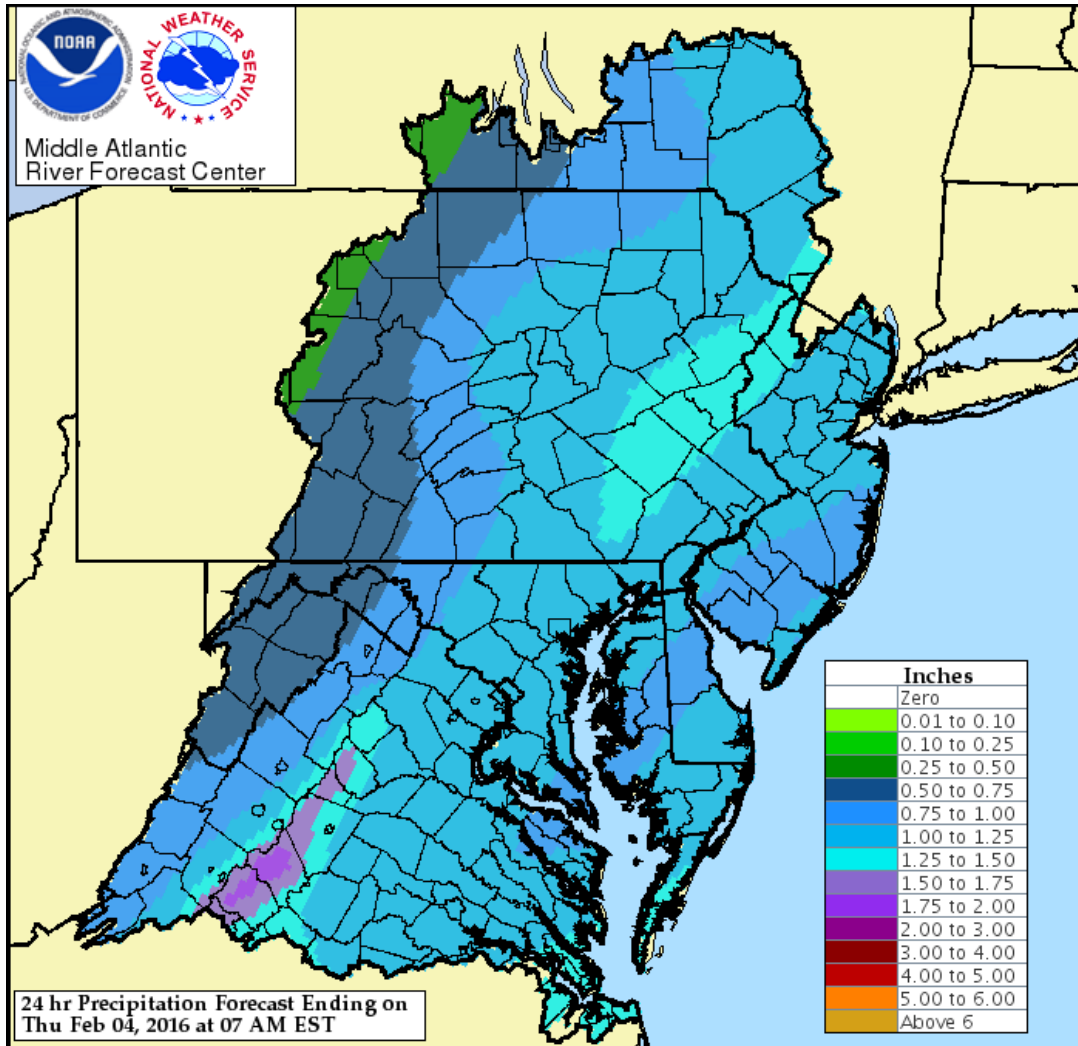 NATIONAL OCEANIC AND ATMOSPHERIC ADMINISTRATION
U.S. DEPARTMENT OF COMMERCE
NOAA
NATIONAL WEATHER SERVICE
Middle Atlantic
River Forecast Center
Inches
Zero
0.01 to 0.10
0.10 to 0.25
0.25 to 0.50
0.50 to 0.75
0.75 to 1.00
1.00 to 1.25
1.25 to 1.50
1.50 to 1.75
1.75 to 2.00
2.00 to 3.00
3.00 to 4.00
4.00 to 5.00
5.00 to 6.00
Above 6
24 hr Precipitation Forecast Ending on
Thu Feb 04, 2016 at 07 AM EST